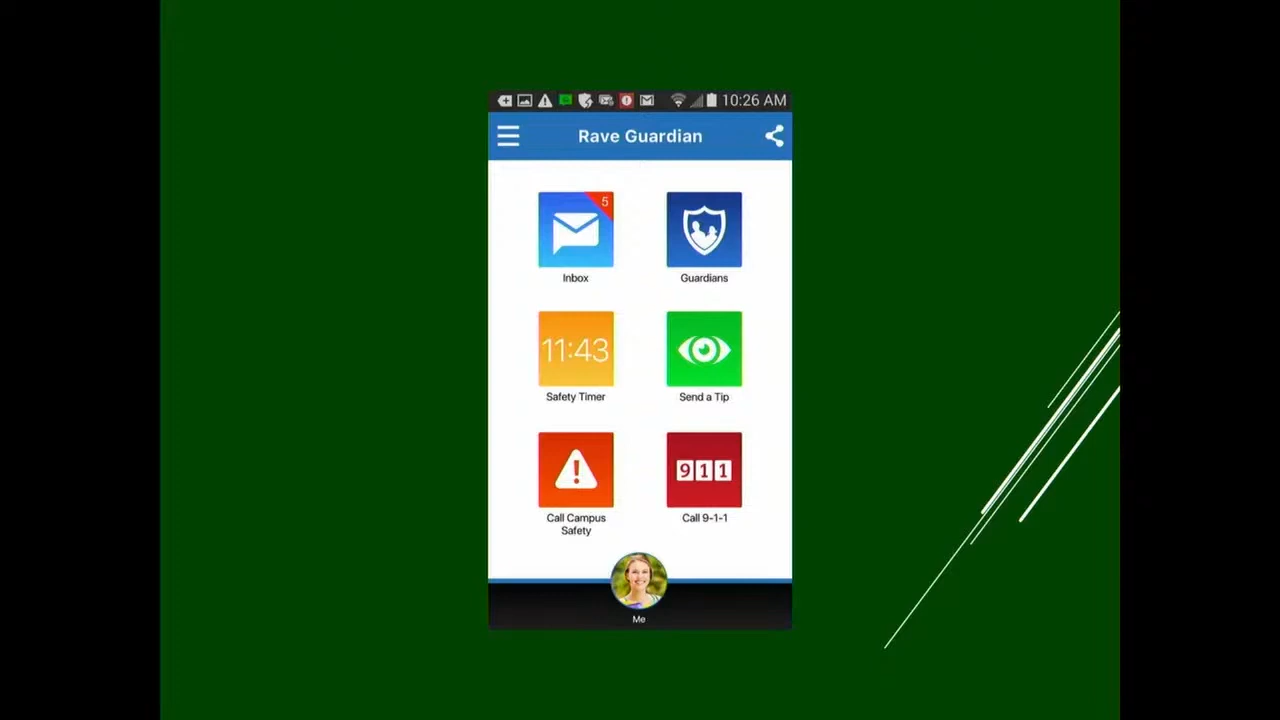 10:26 AM
Rave Guardian
5
Inbox
Guardians
11:43
Safety Timer
Send a Tip
911
Call Campus
Safety
Call 9-1-1
Me